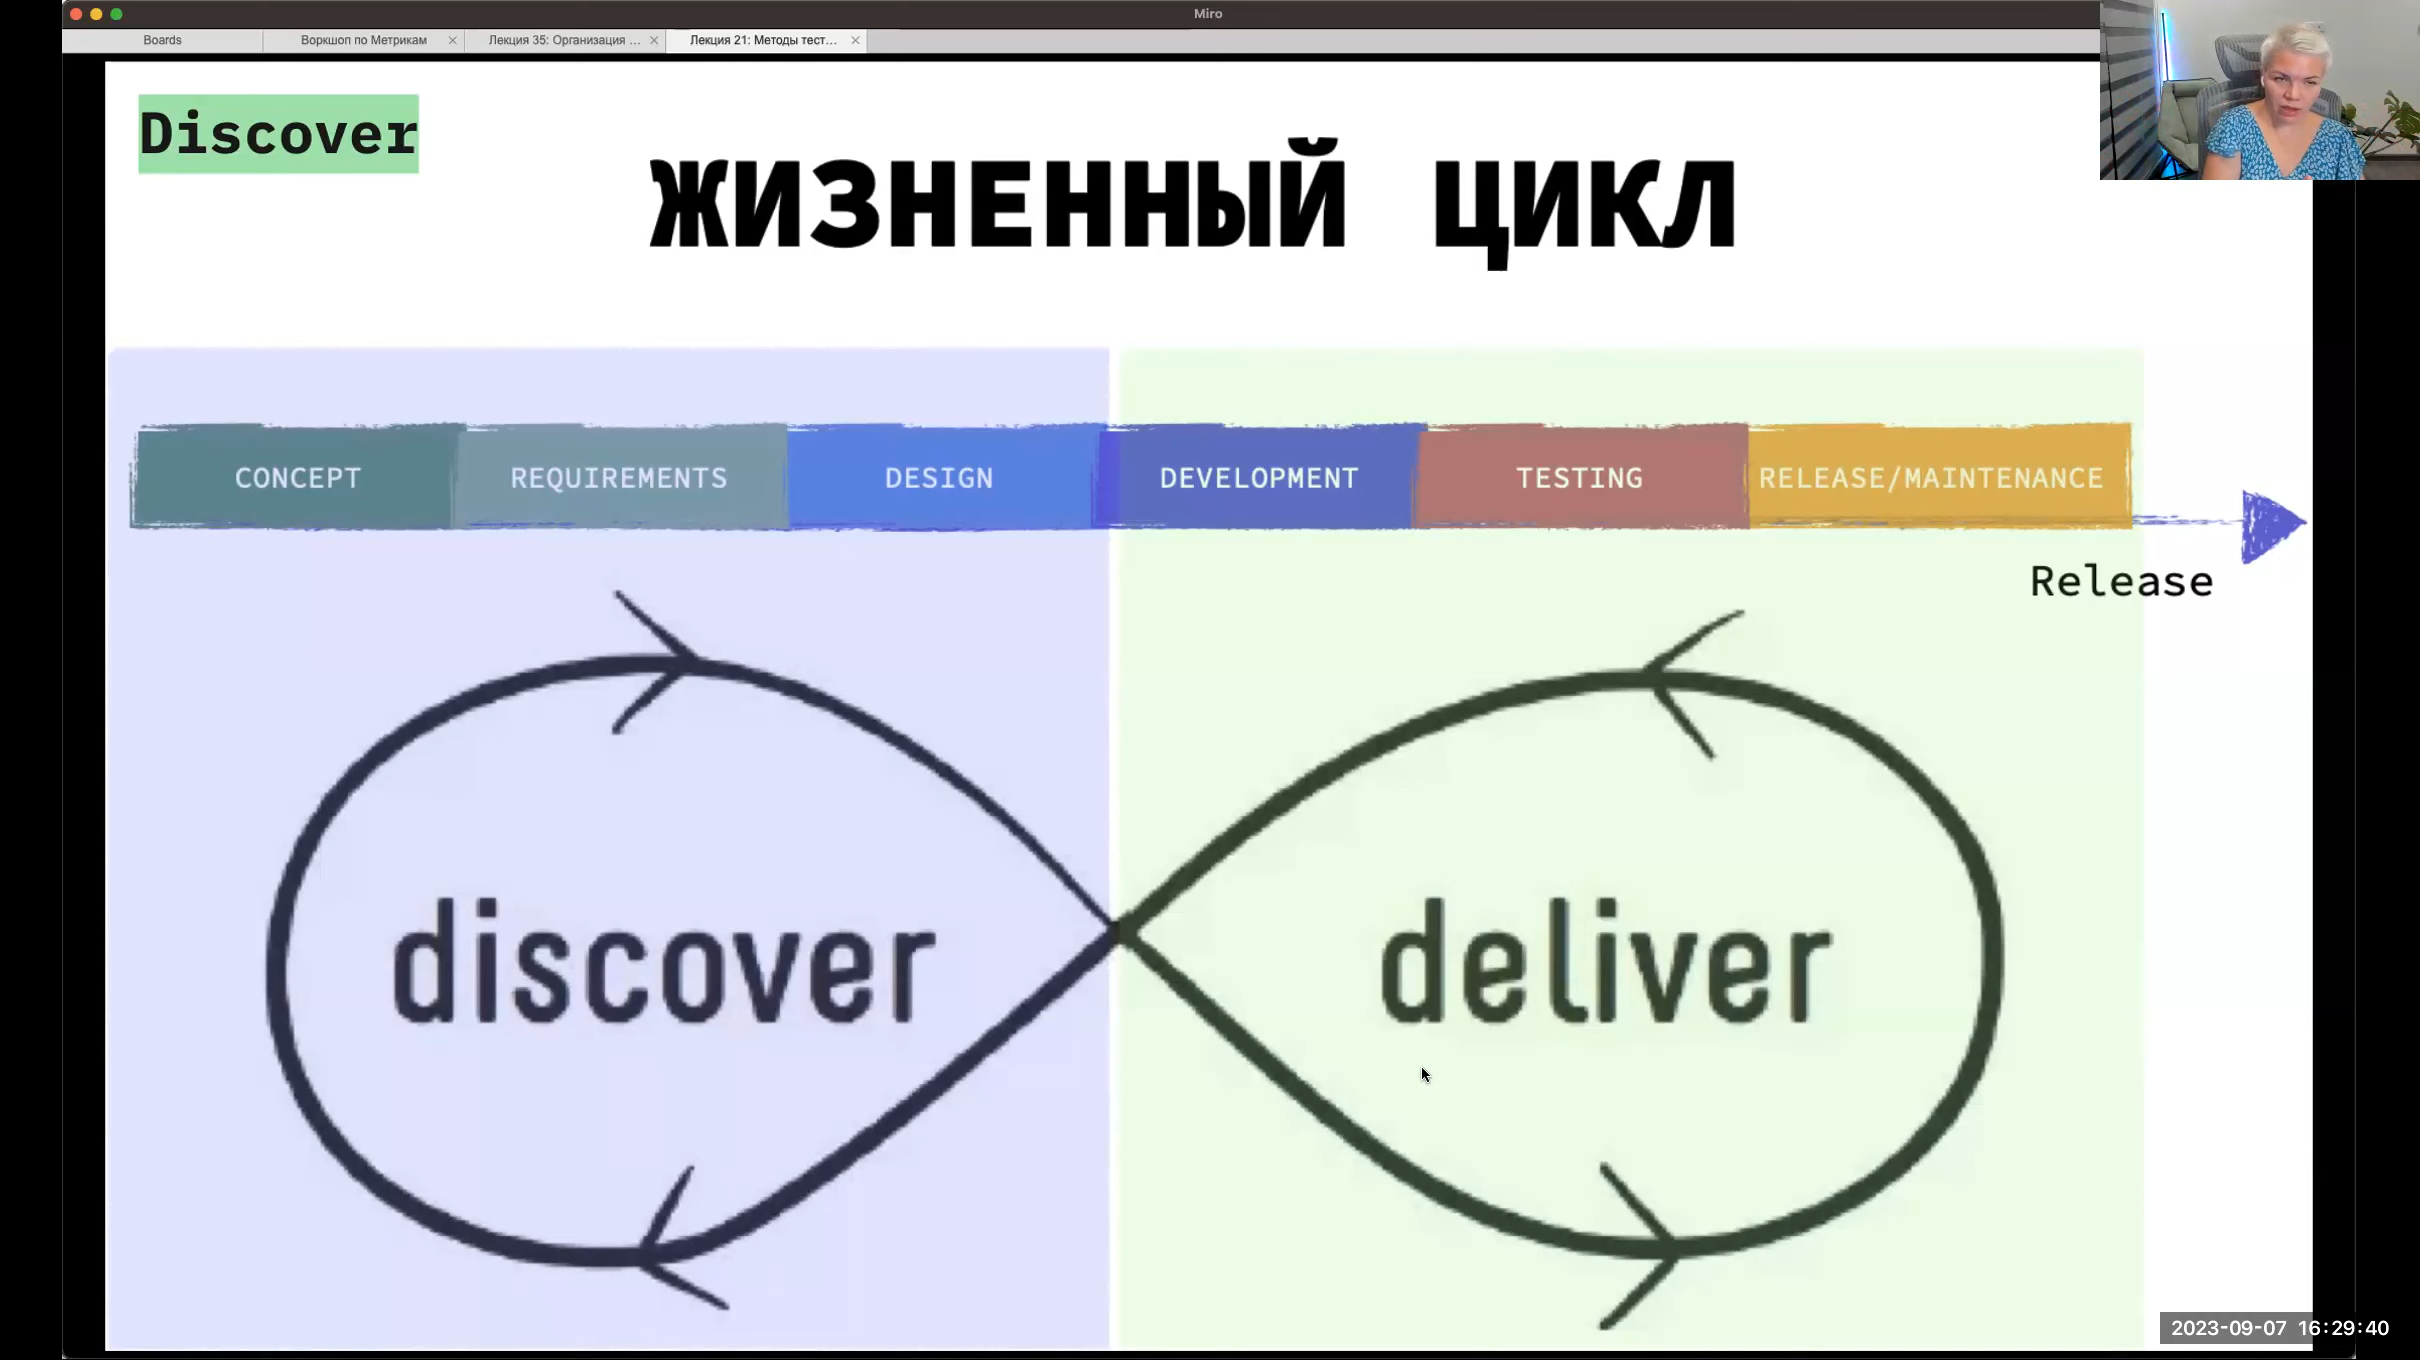 Miro
Boards
Воркшоп по Метрикам
Лекция 35: Организация ...
Лекция 21: Методы тест...
Discover
ЖИЗНЕННЫЙ ЦИКЛ
CONCEPT
REQUIREMENTS
DESIGN
DEVELOPMENT
TESTING
RELEASE/MAINTENANCE
Release
discover
deliver
2023-09-07 16:29:40